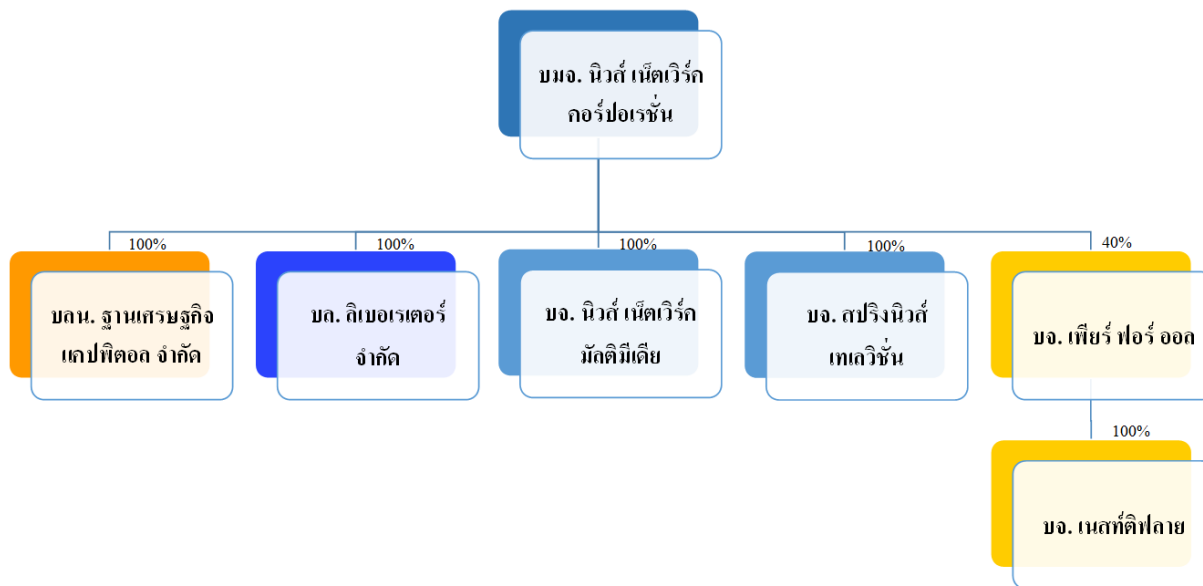 บมจ. นิวส์ เน็ตเวิร์ก
คอร์ปอเรชั่น
100%
100%
100%
100%
40%
บลน. ฐานเศรษฐกิจ
แคปพิตอล จำกัด
บล. ลิเบอเรเตอร์
จำกัด
บจ. นิวส์ เน็ตเวิร์ก
มัลติมีเดีย
บจ. สปริงนิวส์
เทเลวิชั่น
บจ. เพียร์ ฟอร์ ออล
100%
บจ. เนสท์ติฟลาย